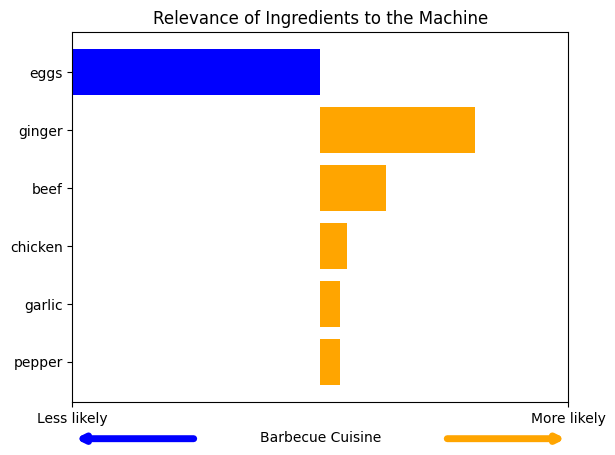 Relevance of Ingredients to the Machine
eggs
ginger
beef
chicken
garlic
pepper
Less likely
More likely
Barbecue Cuisine